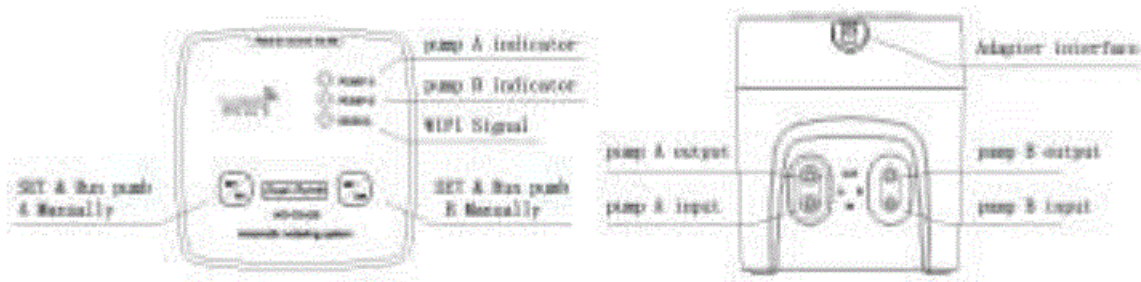 pump A indicator
pump B indicator
WIFI Signal
SET & Run pump
A Manually
SET & Run pump
B Manually
Adapter interface
pump A output
pump B output
pump A input
pump B input